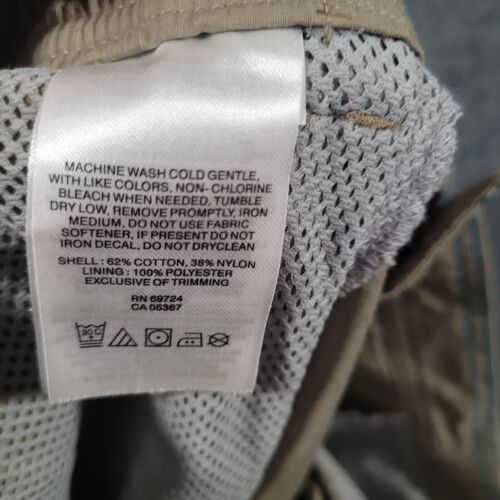 MACHINE WASH COLD GENTLE,
WITH LIKE COLORS, NON- CHLORINE
BLEACH WHEN NEEDED, TUMBLE
DRY LOW, REMOVE PROMPTLY, IRON
MEDIUM, DO NOT USE FABRIC
SOFTENER, IF PRESENT DO NOT
IRON DECAL, DO NOT DRYCLEAN
SHELL : 62% COTTON, 38% NYLON
LINING : 100% POLYESTER
EXCLUSIVE OF TRIMMING
RN 69724
CA 05367
30°C